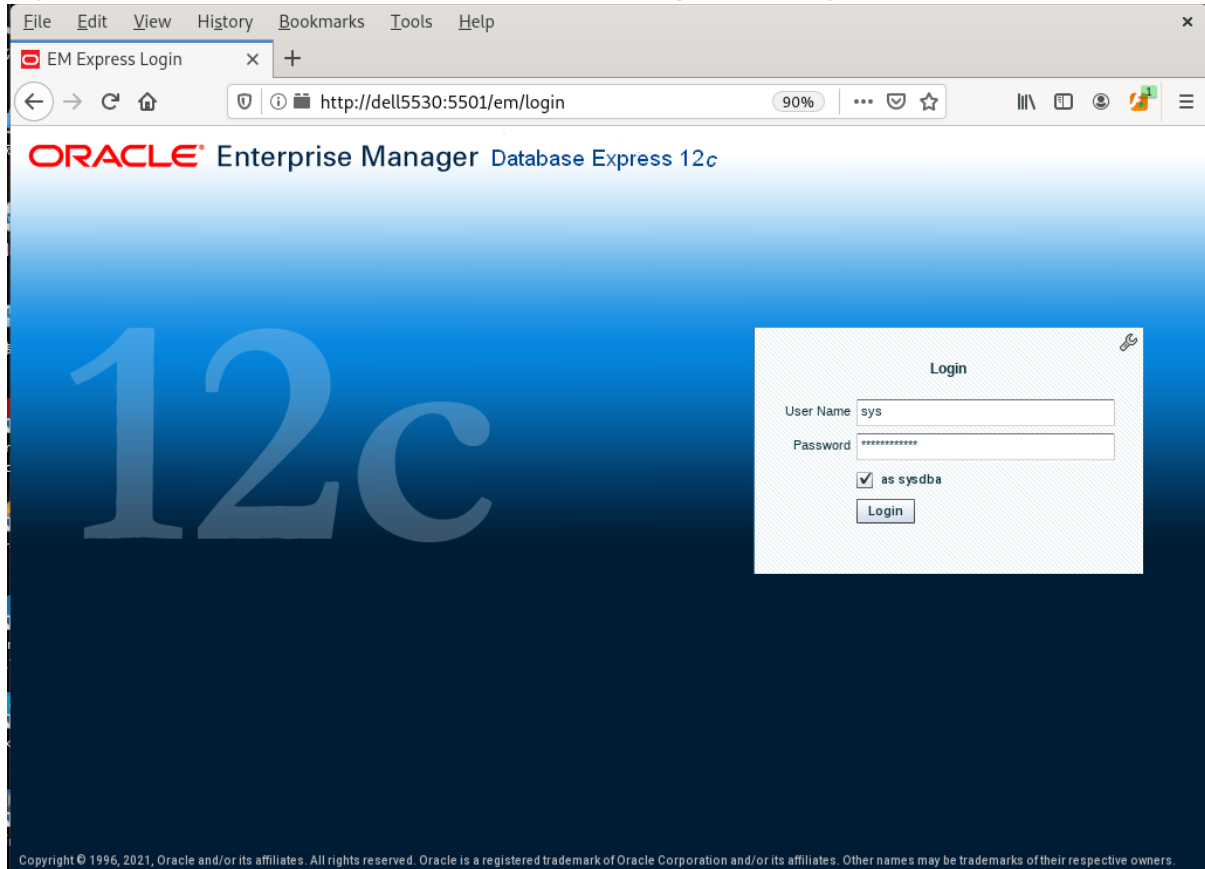 File Edit View History Bookmarks Tools Help
EM Express Login
http://dell5530:5501/em/login 90%
1
ORACLE® Enterprise Manager Database Express 12c
12c
Login
User Name sys
Password ************
as sysdba
Login
Copyright © 1996, 2021, Oracle and/or its affiliates. All rights reserved. Oracle is a registered trademark of Oracle Corporation and/or its affiliates. Other names may be trademarks of their respective owners.